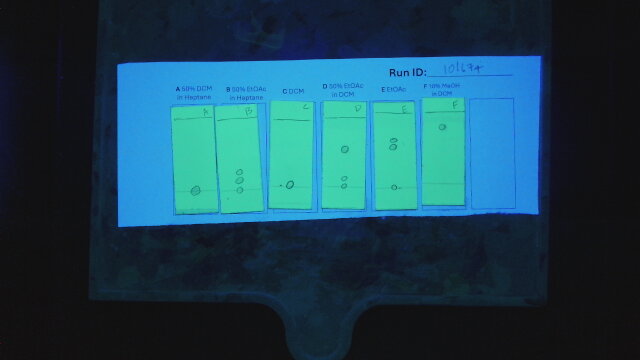 Run ID: 101674
A 50% DCM
in Heptane
B 50% EtOAc
in Heptane
C DCM
D 50% EtOAc
in DCM
E EtOAc
F 10% MeOH
in DCM
A
B
C
D
E
F